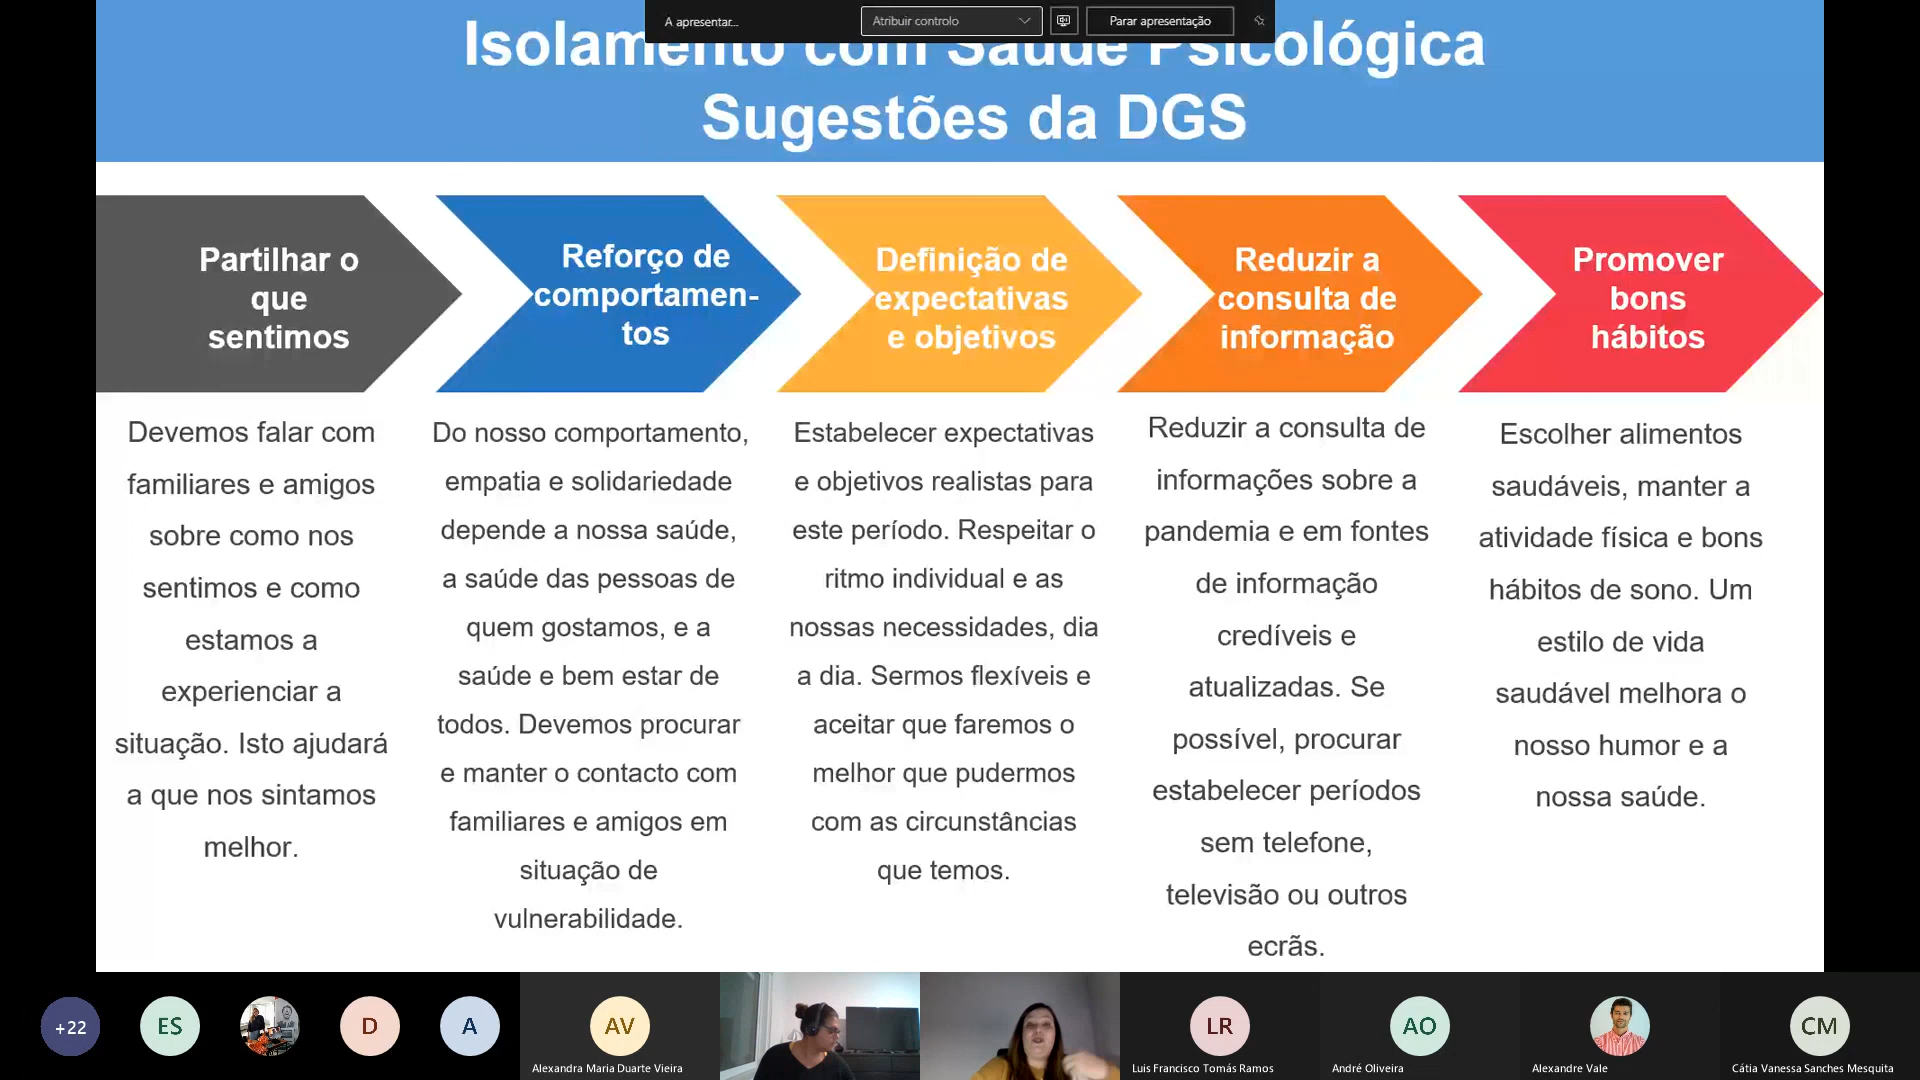 A apresentar...
Atribuir controlo
Parar apresentação
Isolamento com Saúde Psicológica
Sugestões da DGS
Partilhar o
que
sentimos
Reforço de
comportamen-
tos
Definição de
expectativas
e objetivos
Reduzir a
consulta de
informação
Promover
bons
hábitos
Devemos falar com
familiares e amigos
sobre como nos
sentimos e como
estamos a
experienciar a
situação. Isto ajudará
a que nos sintamos
melhor.
Do nosso comportamento,
empatia e solidariedade
depende a nossa saúde,
a saúde das pessoas de
quem gostamos, e a
saúde e bem estar de
todos. Devemos procurar
e manter o contacto com
familiares e amigos em
situação de
vulnerabilidade.
Estabelecer expectativas
e objetivos realistas para
este período. Respeitar o
ritmo individual e as
nossas necessidades, dia
a dia. Sermos flexíveis e
aceitar que faremos o
melhor que pudermos
com as circunstâncias
que temos.
Reduzir a consulta de
informações sobre a
pandemia e em fontes
de informação
credíveis e
atualizadas. Se
possível, procurar
estabelecer períodos
sem telefone,
televisão ou outros
ecrãs.
Escolher alimentos
saudáveis, manter a
atividade física e bons
hábitos de sono. Um
estilo de vida
saudável melhora o
nosso humor e a
nossa saúde.
+22
ES
D
A
AV
Alexandra Maria Duarte Vieira
LR
Luis Francisco Tomás Ramos
AO
André Oliveira
Alexandre Vale
CM
Cátia Vanessa Sanches Mesquita